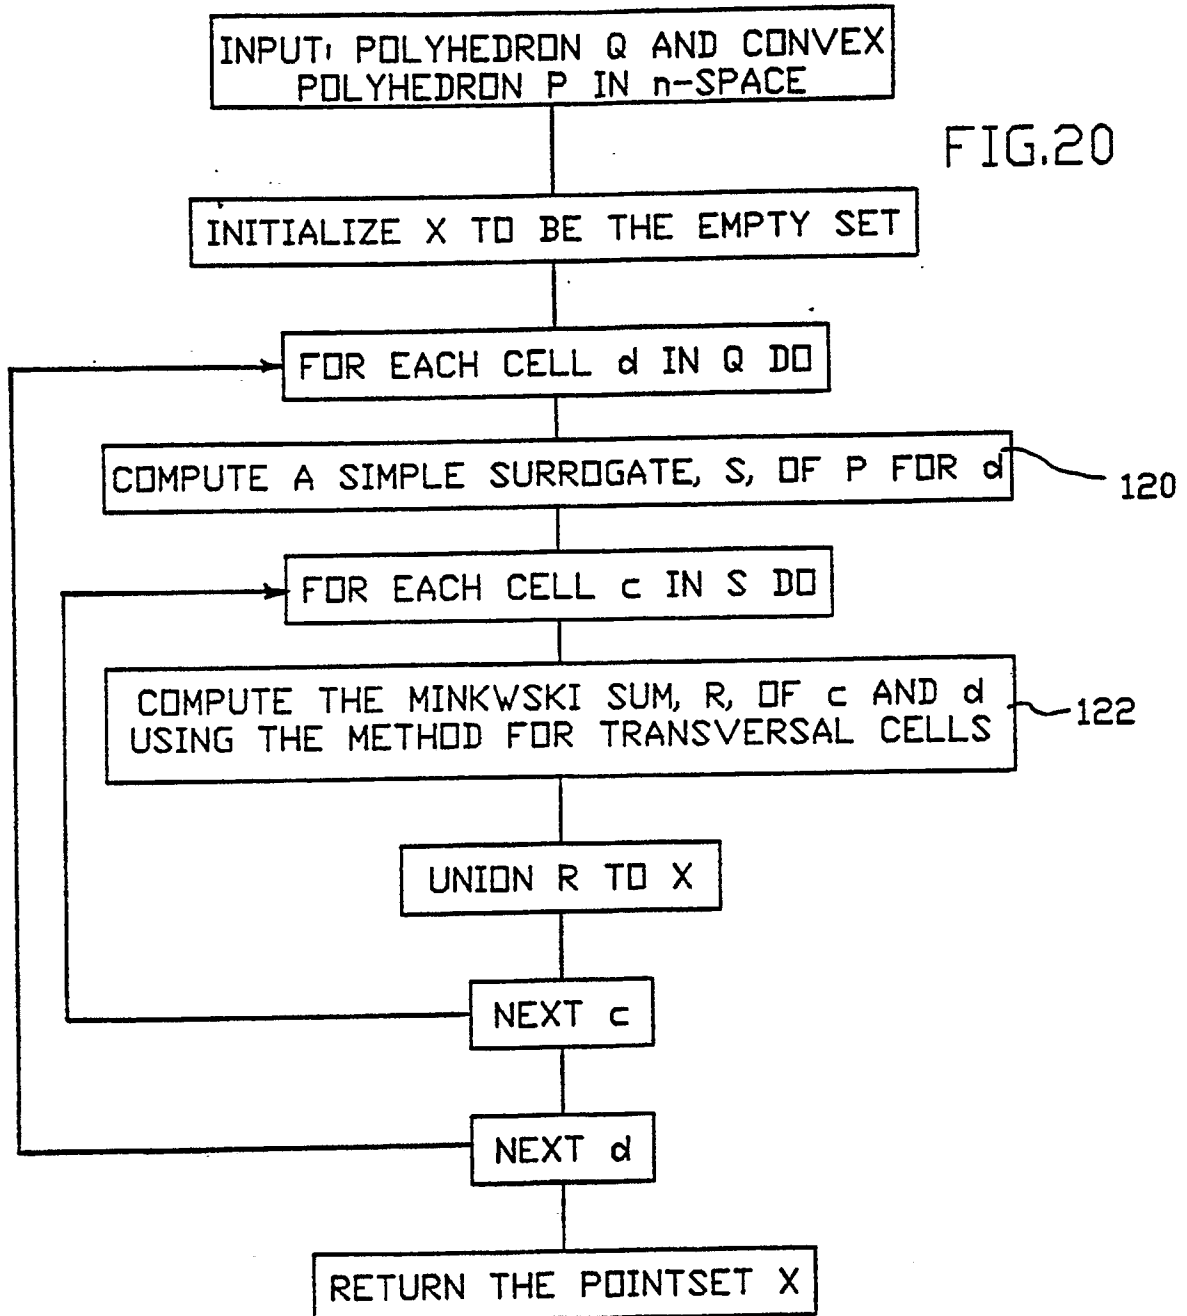 INPUT: POLYHEDRON Q AND CONVEX
POLYHEDRON P IN n-SPACE
FIG.20
INITIALIZE X TO BE THE EMPTY SET
FOR EACH CELL d IN Q DO
COMPUTE A SIMPLE SURROGATE, S, OF P FOR d
120
FOR EACH CELL c IN S DO
COMPUTE THE MINKWSKI SUM, R, OF c AND d
USING THE METHOD FOR TRANSVERSAL CELLS
122
UNION R TO X
NEXT c
NEXT d
RETURN THE POINTSET X